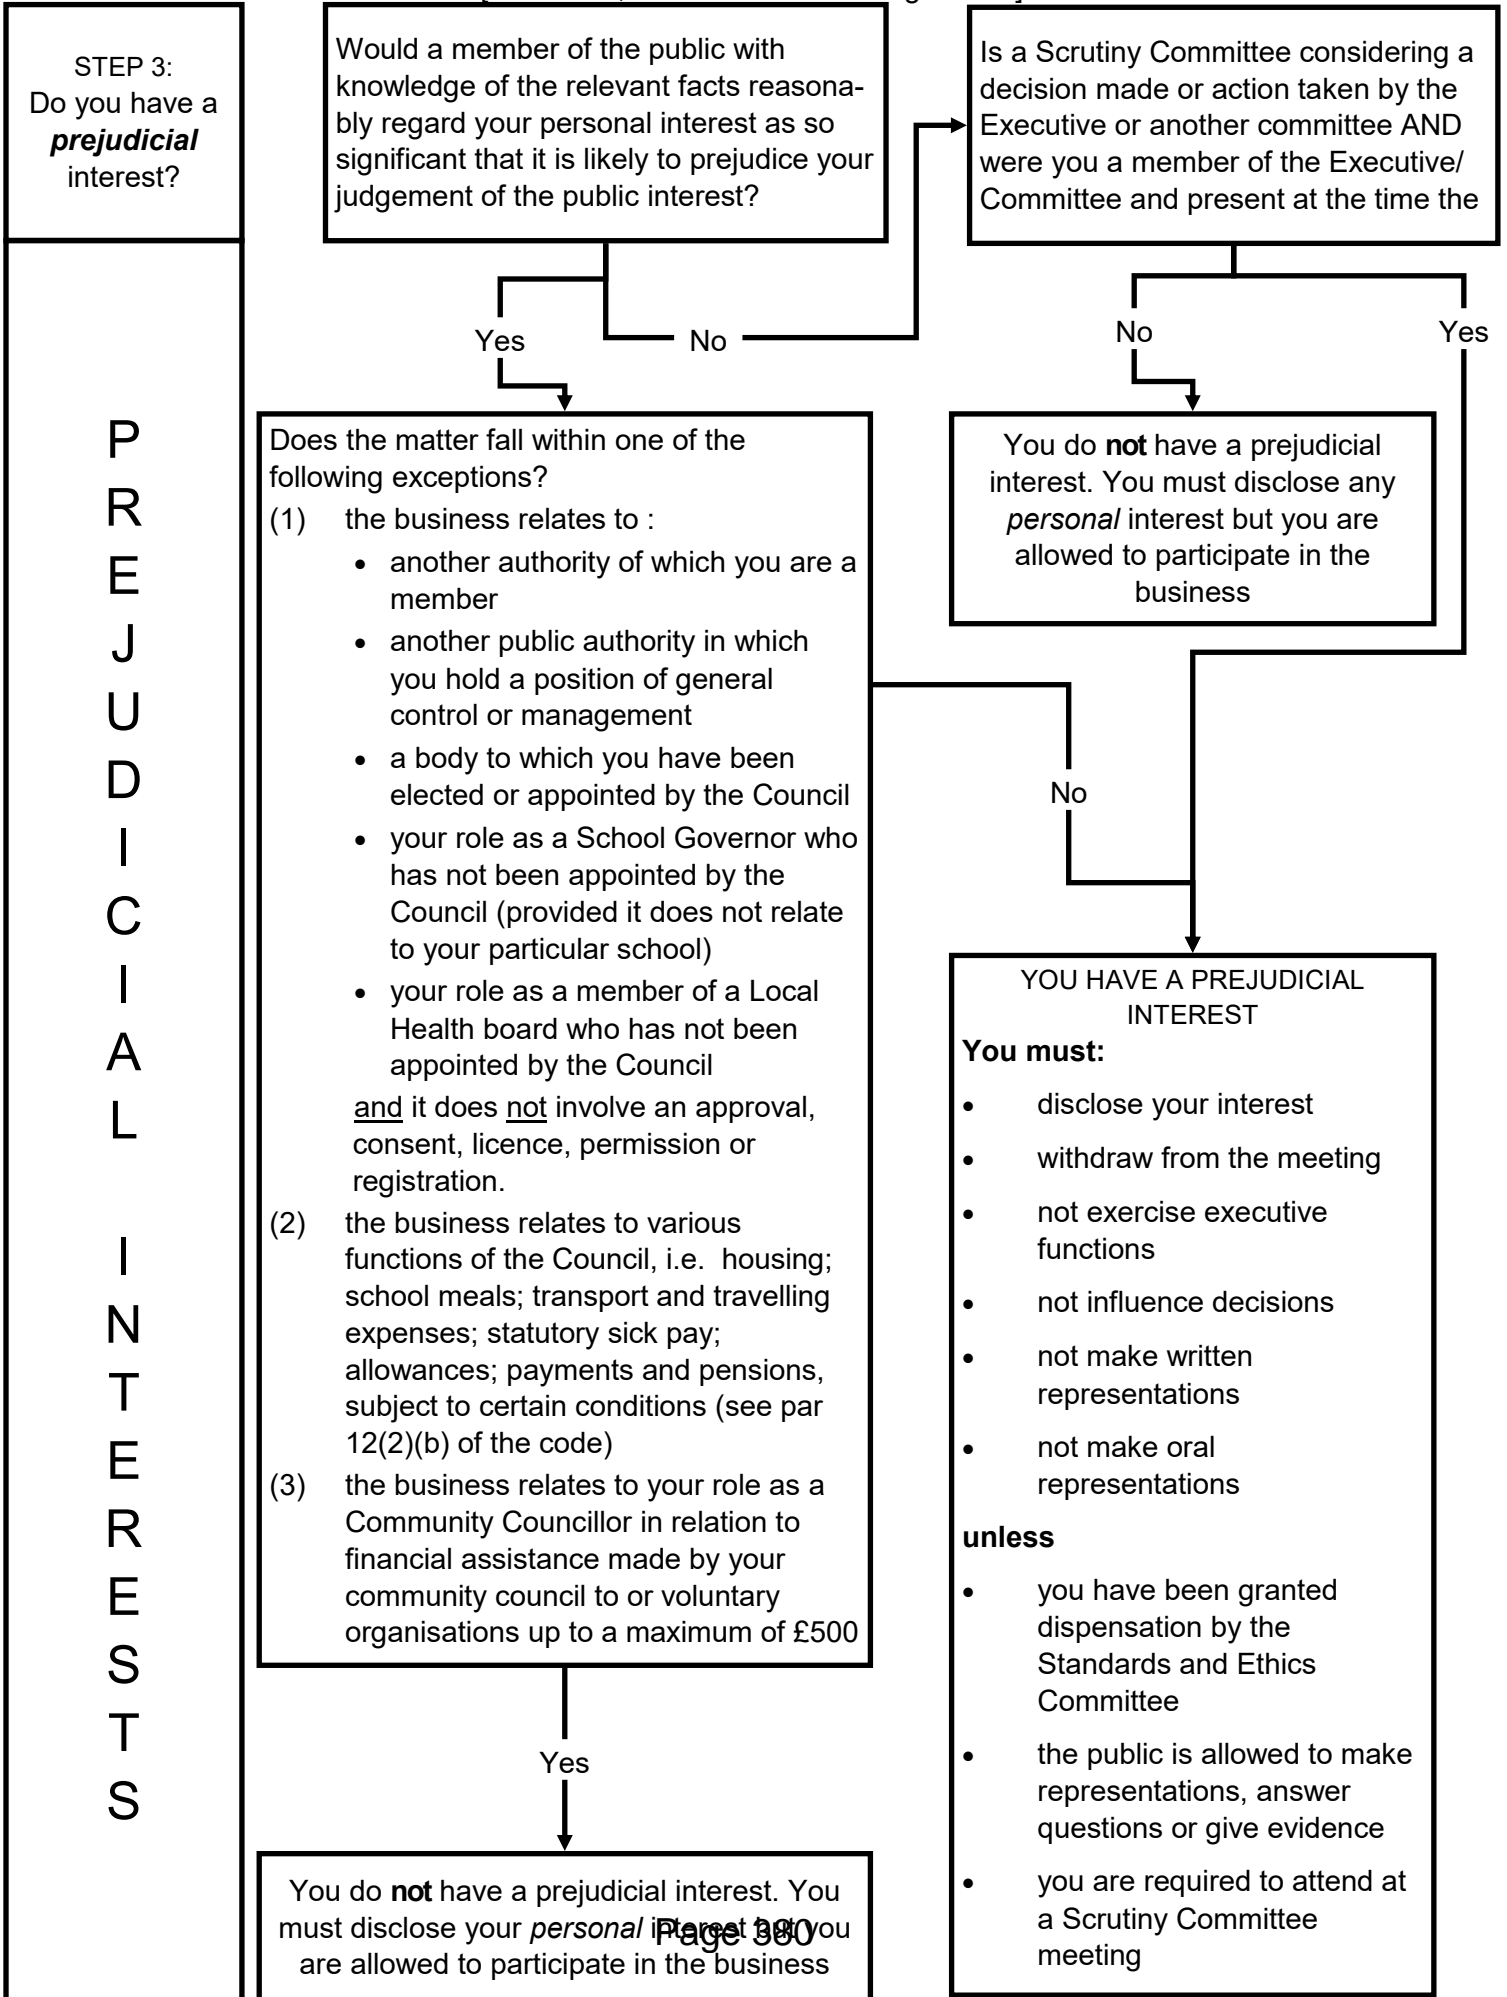 STEP 3:
Do you have a
prejudicial
interest?
P
R
E
J
U
D
I
C
I
A
L
I
N
T
E
R
E
S
T
S
Would a member of the public with
knowledge of the relevant facts reasona-
bly regard your personal interest as so
significant that it is likely to prejudice your
judgement of the public interest?
Is a Scrutiny Committee considering a
decision made or action taken by the
Executive or another committee AND
were you a member of the Executive/
Committee and present at the time the
Yes
No
No
Yes
Does the matter fall within one of the
following exceptions?
(1) the business relates to :
• another authority of which you are a
member
• another public authority in which
you hold a position of general
control or management
• a body to which you have been
elected or appointed by the Council
• your role as a School Governor who
has not been appointed by the
Council (provided it does not relate
to your particular school)
• your role as a member of a Local
Health board who has not been
appointed by the Council
and it does not involve an approval,
consent, licence, permission or
registration.
(2) the business relates to various
functions of the Council, i.e. housing;
school meals; transport and travelling
expenses; statutory sick pay;
allowances; payments and pensions,
subject to certain conditions (see par
12(2)(b) of the code)
(3) the business relates to your role as a
Community Councillor in relation to
financial assistance made by your
community council to or voluntary
organisations up to a maximum of £500
You do not have a prejudicial
interest. You must disclose any
personal interest but you are
allowed to participate in the
business
No
YOU HAVE A PREJUDICIAL
INTEREST
You must:
• disclose your interest
• withdraw from the meeting
• not exercise executive
functions
• not influence decisions
• not make written
representations
• not make oral
representations
unless
• you have been granted
dispensation by the
Standards and Ethics
Committee
• the public is allowed to make
representations, answer
questions or give evidence
• you are required to attend at
a Scrutiny Committee
meeting
Yes
You do not have a prejudicial interest. You
must disclose your personal interest but you
are allowed to participate in the business
Page 380